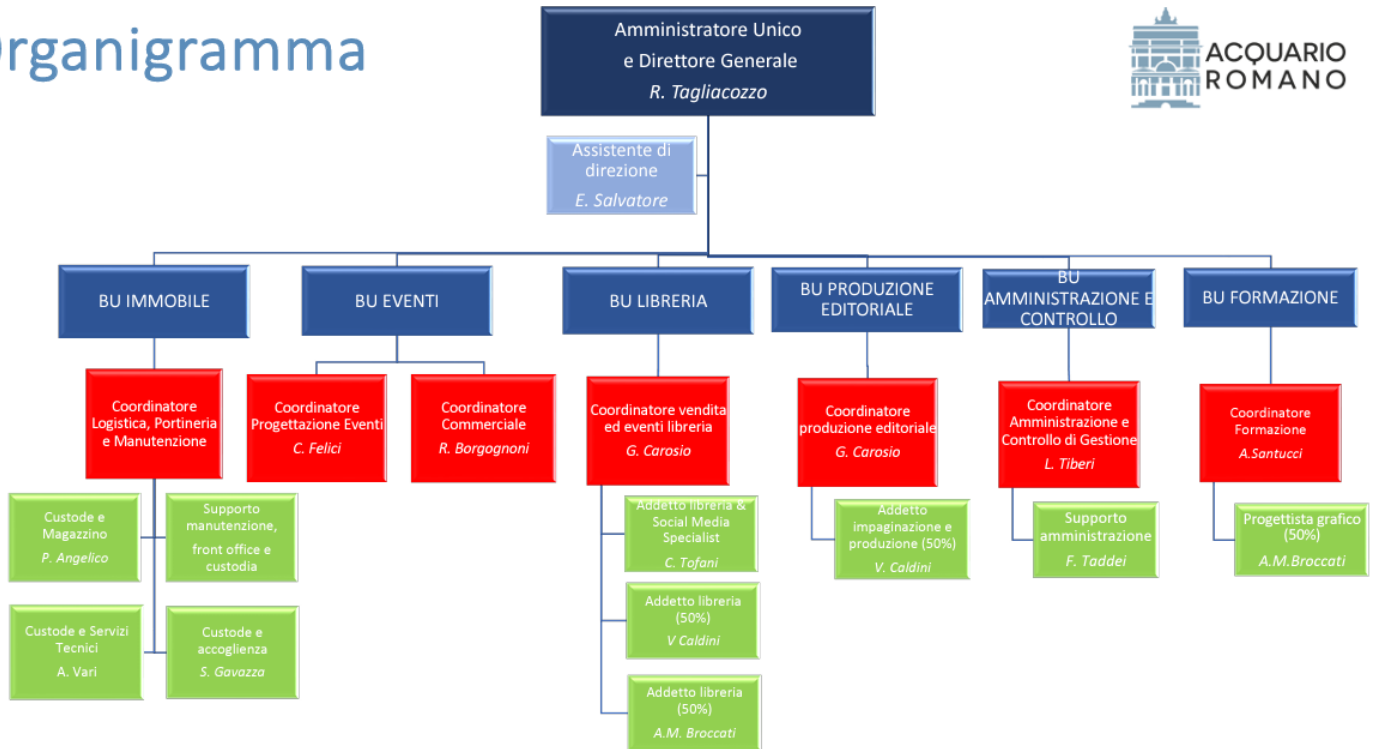 rganigramma
Amministratore Unico
e Direttore Generale
R. Tagliacozzo
ACQUARIO
ROMANO
Assistente di
direzione
E. Salvatore
BU IMMOBILE
BU EVENTI
BU LIBRERIA
BU PRODUZIONE
EDITORIALE
BU
AMMINISTRAZIONE E
CONTROLLO
BU FORMAZIONE
Coordinatore
Logistica, Portineria
e Manutenzione
Coordinatore
Progettazione Eventi
C. Felici
Coordinatore
Commerciale
R. Borgognoni
Coordinatore vendita
ed eventi libreria
G. Carosio
Coordinatore
produzione editoriale
G. Carosio
Coordinatore
Amministrazione e
Controllo di Gestione
L. Tiberi
Coordinatore
Formazione
A.Santucci
Custode e
Magazzino
P. Angelico
Supporto
manutenzione,
front office e
custodia
Addetto libreria &
Social Media
Specialist
C. Tofani
Addetto
impaginazione e
produzione (50%)
V. Caldini
Supporto
amministrazione
F. Taddei
Progettista grafico
(50%)
A.M.Broccati
Custode e Servizi
Tecnici
A. Vari
Custode e
accoglienza
S. Gavazza
Addetto libreria
(50%)
V Caldini
Addetto libreria
(50%)
A.M. Broccati